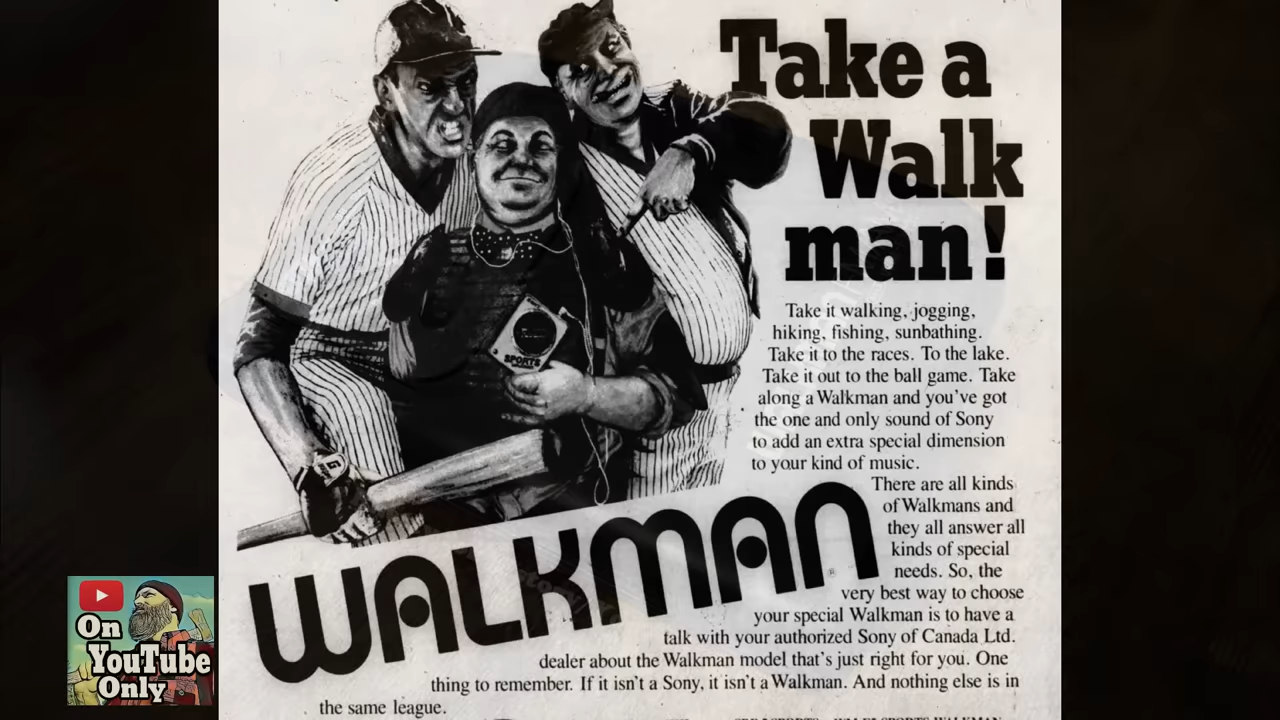 Take a
Walk
man!
SPORTS
Take it walking, jogging,
hiking, fishing, sunbathing.
Take it to the races. To the lake.
Take it out to the ball game. Take
along a Walkman and you've got
the one and only sound of Sony
to add an extra special dimension
to your kind of music.
There are all kinds
of Walkmans and
they all answer all
kinds of special
needs. So, the
very best way to choose
your special Walkman is to have a
talk with your authorized Sony of Canada Ltd.
dealer about the Walkman model that's just right for you. One
thing to remember. If it isn't a Sony, it isn't a Walkman. And nothing else is in
the same league.
WALKMAN®
On
YouTube
Only